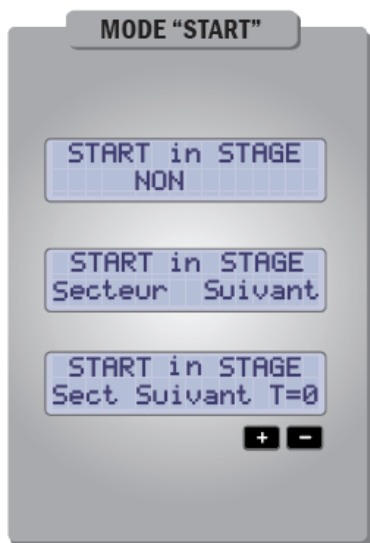 MODE “START”
START in STAGE
NON
START in STAGE
Secteur Suivant
START in STAGE
Sect Suivant T=0
+ -